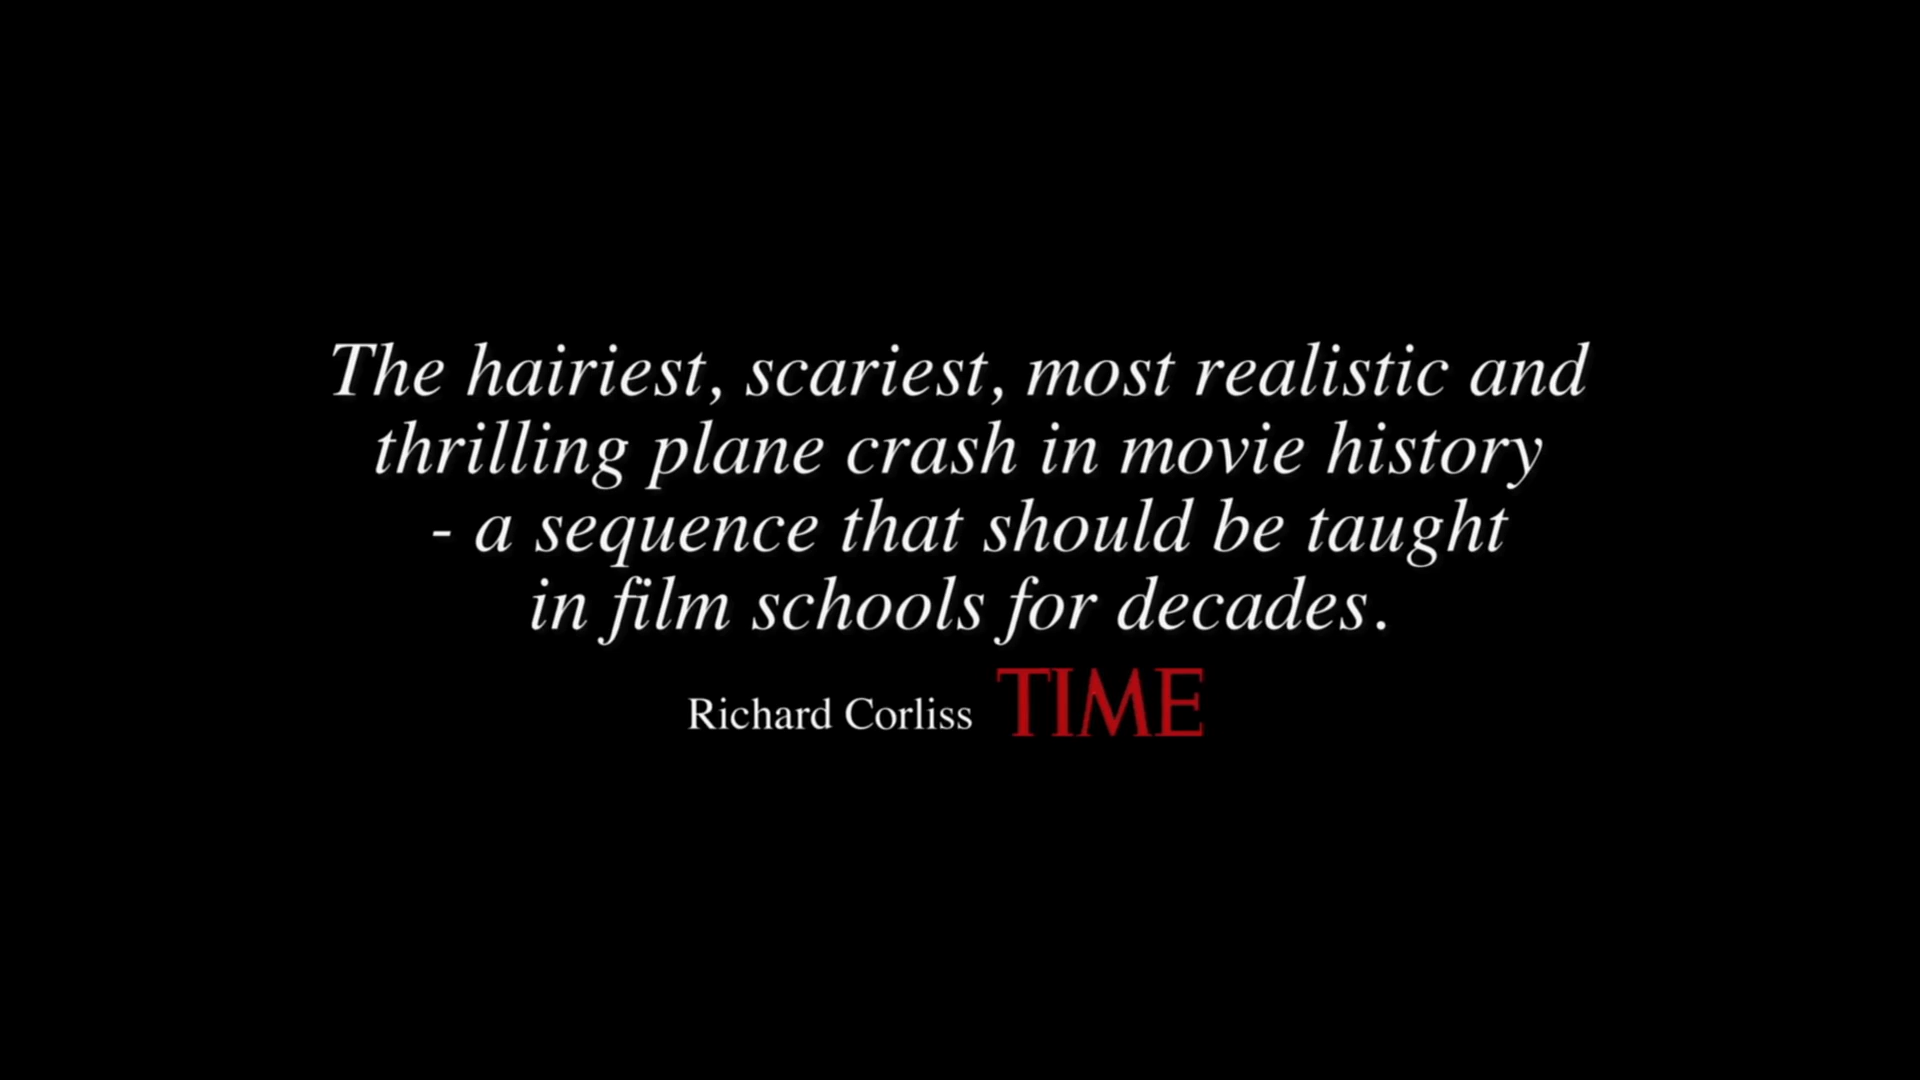 The hairiest, scariest, most realistic and
thrilling plane crash in movie history
- a sequence that should be taught
in film schools for decades.
Richard Corliss TIME